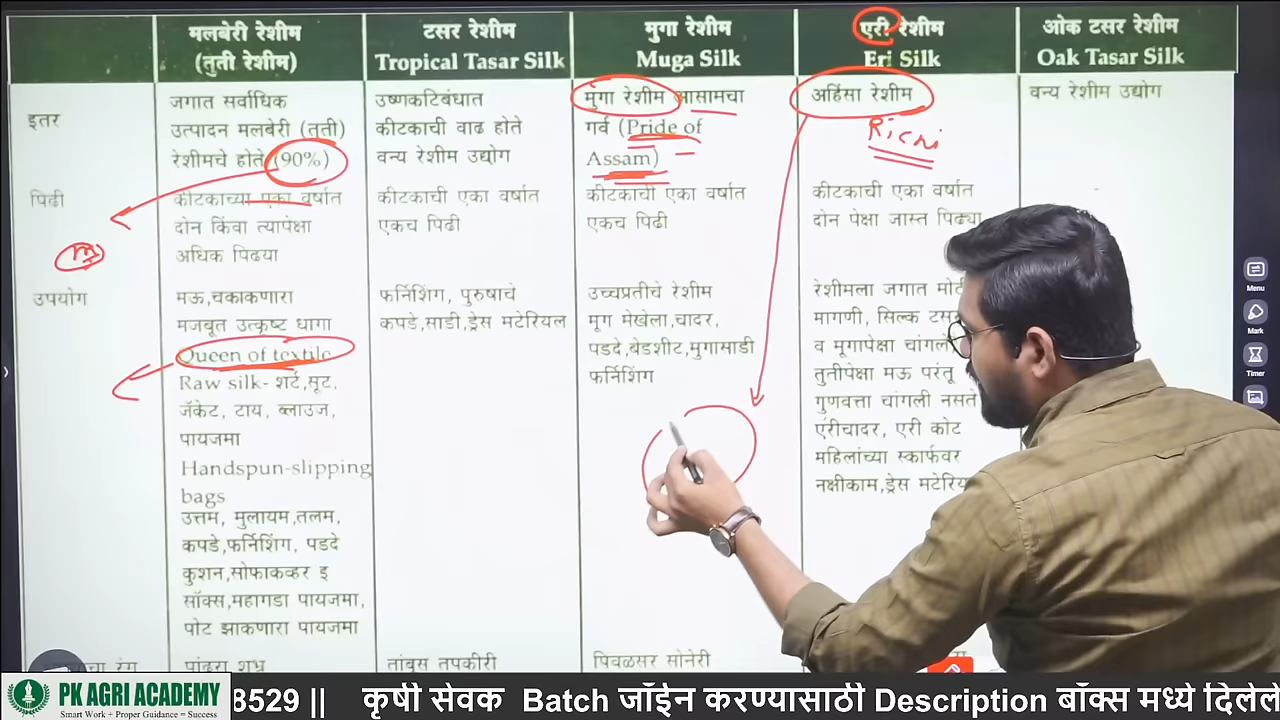 मलबेरी रेशीम
(तुती रेशीम)
टसर रेशीम
Tropical Tasar Silk
मुगा रेशीम
Muga Silk
एरी रेशीम
Eri Silk
ओक टसर रेशीम
Oak Tasar Silk
इतर
जगात सर्वाधिक
उत्पादन मलबेरी (तुती)
रेशीमचे होते (90%)
उष्णकटिबंधात
कीटकाची वाढ होते
वन्य रेशीम उद्योग
मुगा रेशीम आसामचा
गर्व (Pride of
Assam)
अहिंसा रेशीम
वन्य रेशीम उद्योग
पिढी
कीटकाच्या एका वर्षात
दोन किंवा त्यापेक्षा
अधिक पिढया
कीटकाची एका वर्षात
एकच पिढी
कीटकाची एका वर्षात
एकच पिढी
कीटकाची एका वर्षात
दोन पेक्षा जास्त पिढ्या
m
उपयोग
मऊ,चकाकणारा
मजबूत उत्कृष्ट धागा
Queen of textile
Raw silk- शर्ट,सूट,
जॅकेट, टाय, ब्लाउज,
पायजमा
Handspun-slipping
bags
उत्तम, मुलायम,तलम,
कपडे,फर्निशिंग, पडदे
कुशन,सोफाकव्हर इ
सॉक्स,महागडा पायजमा,
पोट झाकणारा पायजमा
फर्निशिंग, पुरुषाचे
कपडे,साडी,ड्रेस मटेरियल
उच्चप्रतीचे रेशीम
मूग मेखेला,चादर,
पडदे,बेडशीट,मुगासाडी
फर्निशिंग
रेशीमला जगात
मागणी, सिल्क
व मूगापेक्षा
तुतीपेक्षा मऊ परंतू
गुणवत्ता चांगली नसते
एरीचादर, एरी कोट
महिलांच्या स्कार्फवर
नक्षीकाम,ड्रेस
रंग
पांढरा शुभ्र
तांबूस तपकीरी
पिवळसर सोनेरी
Menu
Mark
Timer
PK AGRI ACADEMY
Smart Work + Proper Guidance = Success
8529 || कृषी सेवक Batch जॉईन करण्यासाठी Description बॉक्स मध्ये दिलेले